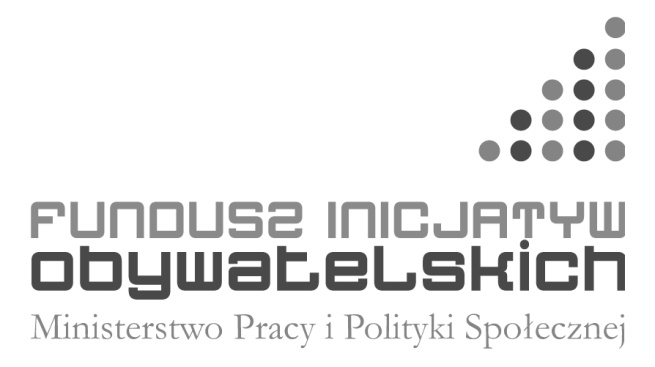 FUNDUSZ INICJATYW
obywatelskich
Ministerstwo Pracy i Polityki Społecznej